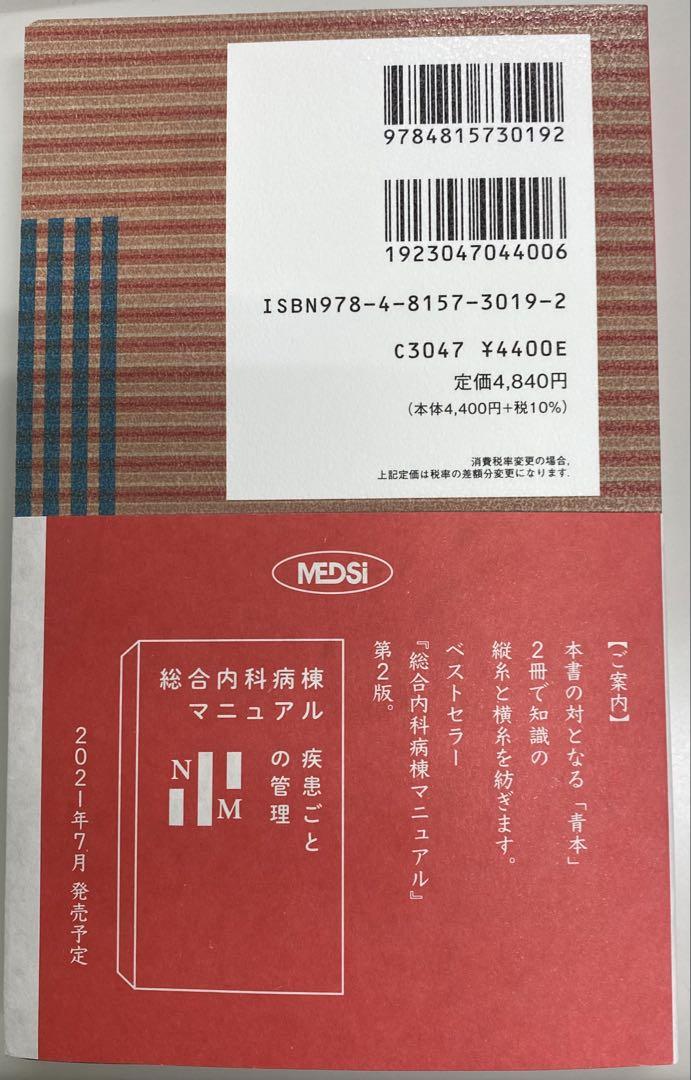 9784815730192
1923047044006
ISBN978-4-8157-3019-2
C3047 ¥4400E
定価4,840円
（本体4,400円＋税10%）
消費税率変更の場合，
上記定価は税率の差額分変更になります．
MEDSi
【ご案内】
本書の対となる「青本」
2冊で知識の
縦糸と横糸を紡ぎます。
ベストセラー
『総合内科病棟マニュアル』
第2版。
総合内科病棟
マニュアル
疾患ごと
の管理
N
M
2021年7月 発売予定